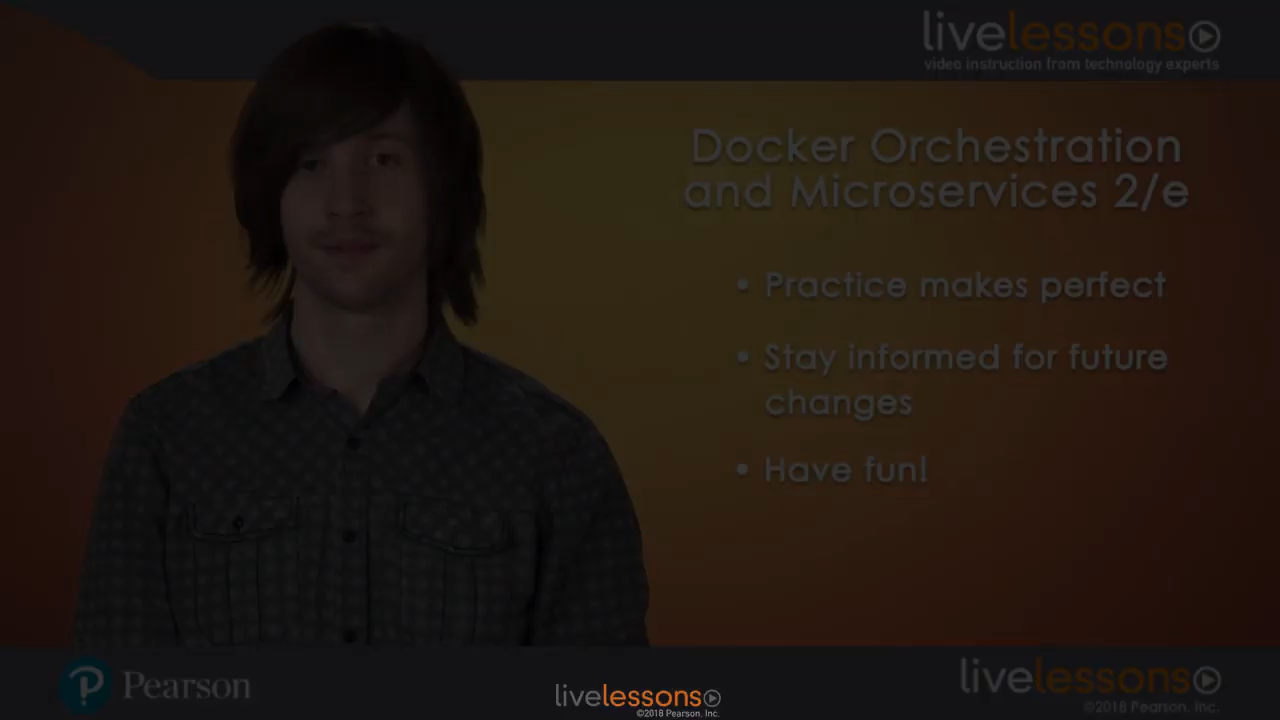 livelessons
video instruction from technology experts
Docker Orchestration
and Microservices 2/e
• Practice makes perfect
• Stay informed for future
changes
• Have fun!
Pearson
livelessons
©2018 Pearson, Inc.
livelessons
©2018 Pearson, Inc.